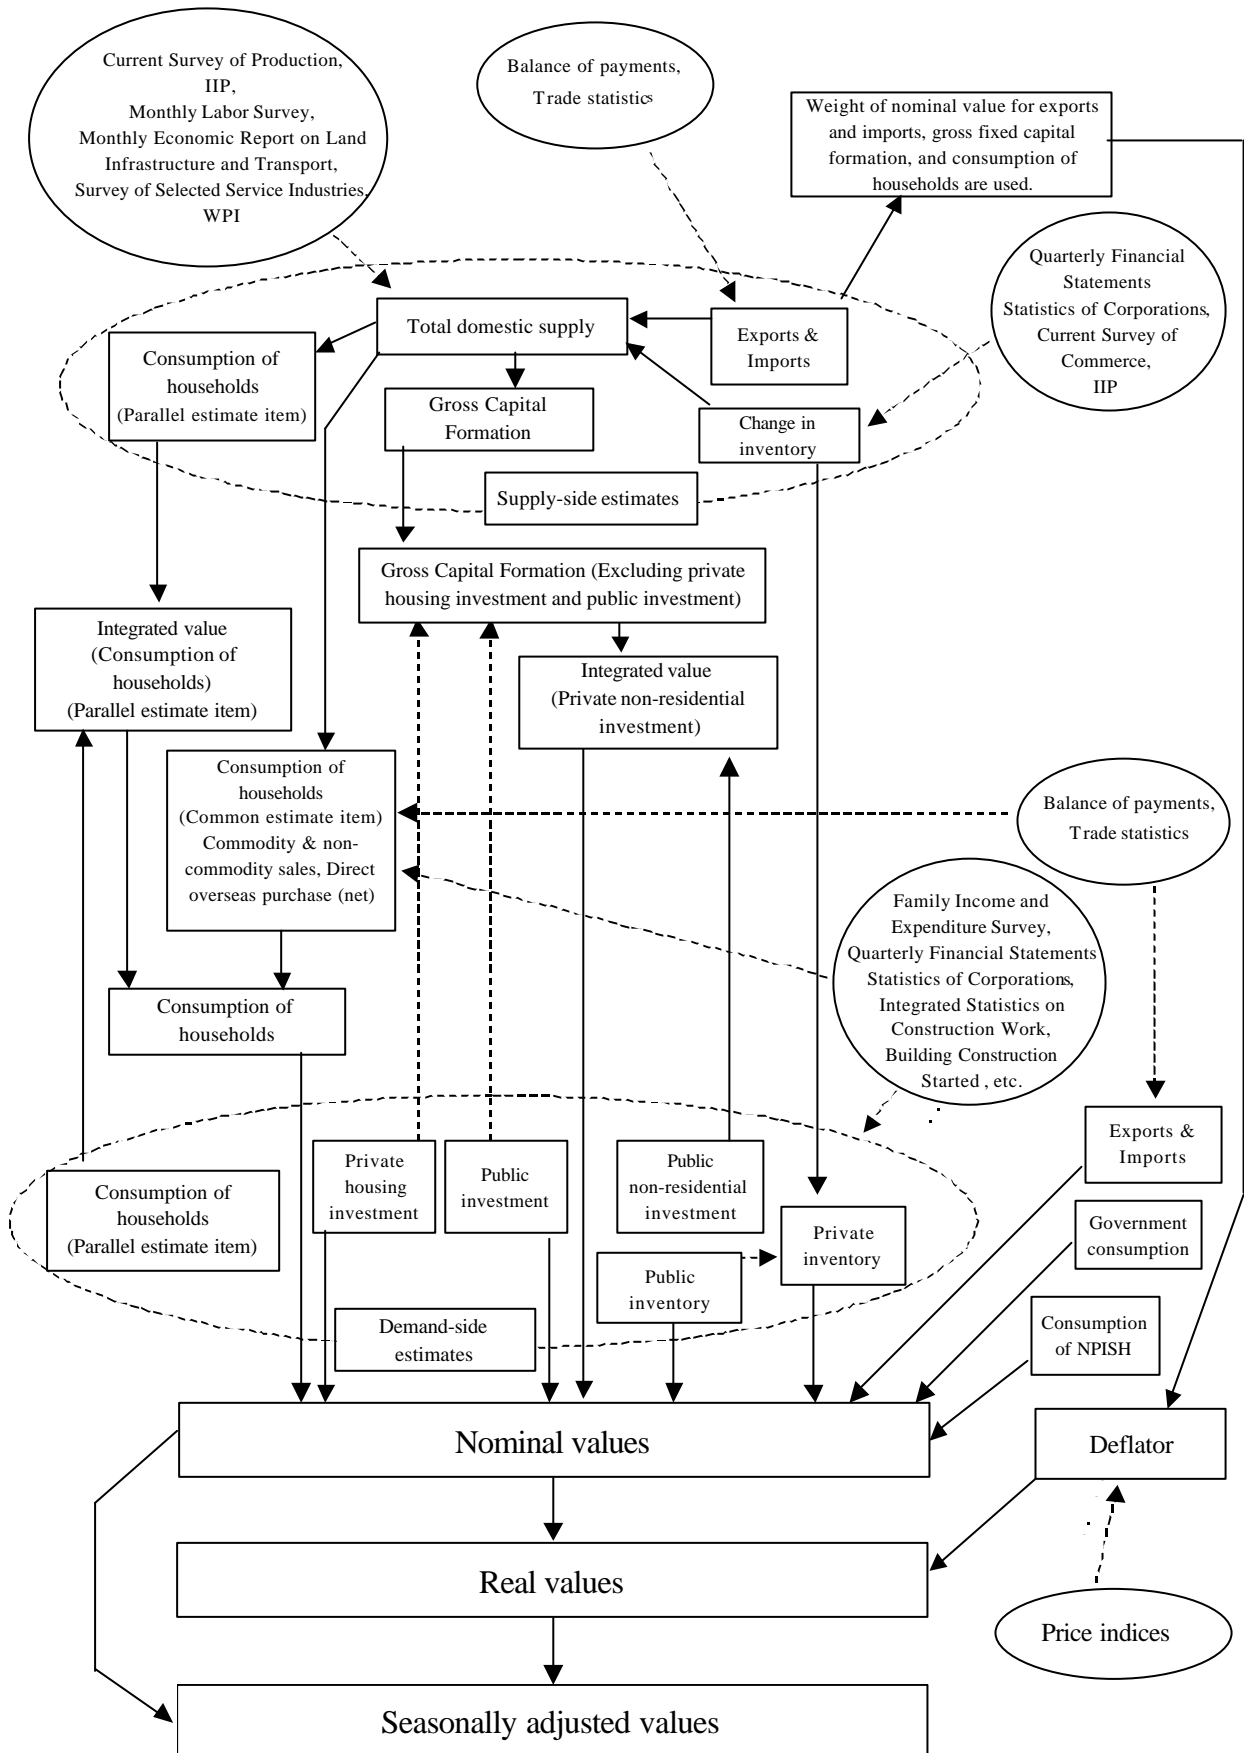 Current Survey of Production,
IIP,
Monthly Labor Survey,
Monthly Economic Report on Land
Infrastructure and Transport,
Survey of Selected Service Industries,
WPI
Balance of payments,
Trade statistics
Weight of nominal value for exports
and imports, gross fixed capital
formation, and consumption of
households are used.
Quarterly Financial
Statements
Statistics of Corporations,
Current Survey of
Commerce,
IIP
Total domestic supply
Exports &
Imports
Consumption of
households
(Parallel estimate item)
Gross Capital
Formation
Change in
inventory
Supply-side estimates
Gross Capital Formation (Excluding private
housing investment and public investment)
Integrated value
(Consumption of
households)
(Parallel estimate item)
Integrated value
(Private non-residential
investment)
Consumption of
households
(Common estimate item)
Commodity & non-
commodity sales, Direct
overseas purchase (net)
Balance of payments,
Trade statistics
Family Income and
Expenditure Survey,
Quarterly Financial Statements
Statistics of Corporations,
Integrated Statistics on
Construction Work,
Building Construction
Started , etc.
Consumption of
households
Exports &
Imports
Private
housing
investment
Public
investment
Public
non-residential
investment
Consumption of
households
(Parallel estimate item)
Private
inventory
Government
consumption
Public
inventory
Demand-side
estimates
Consumption
of NPISH
Nominal values
Deflator
Real values
Price indices
Seasonally adjusted values